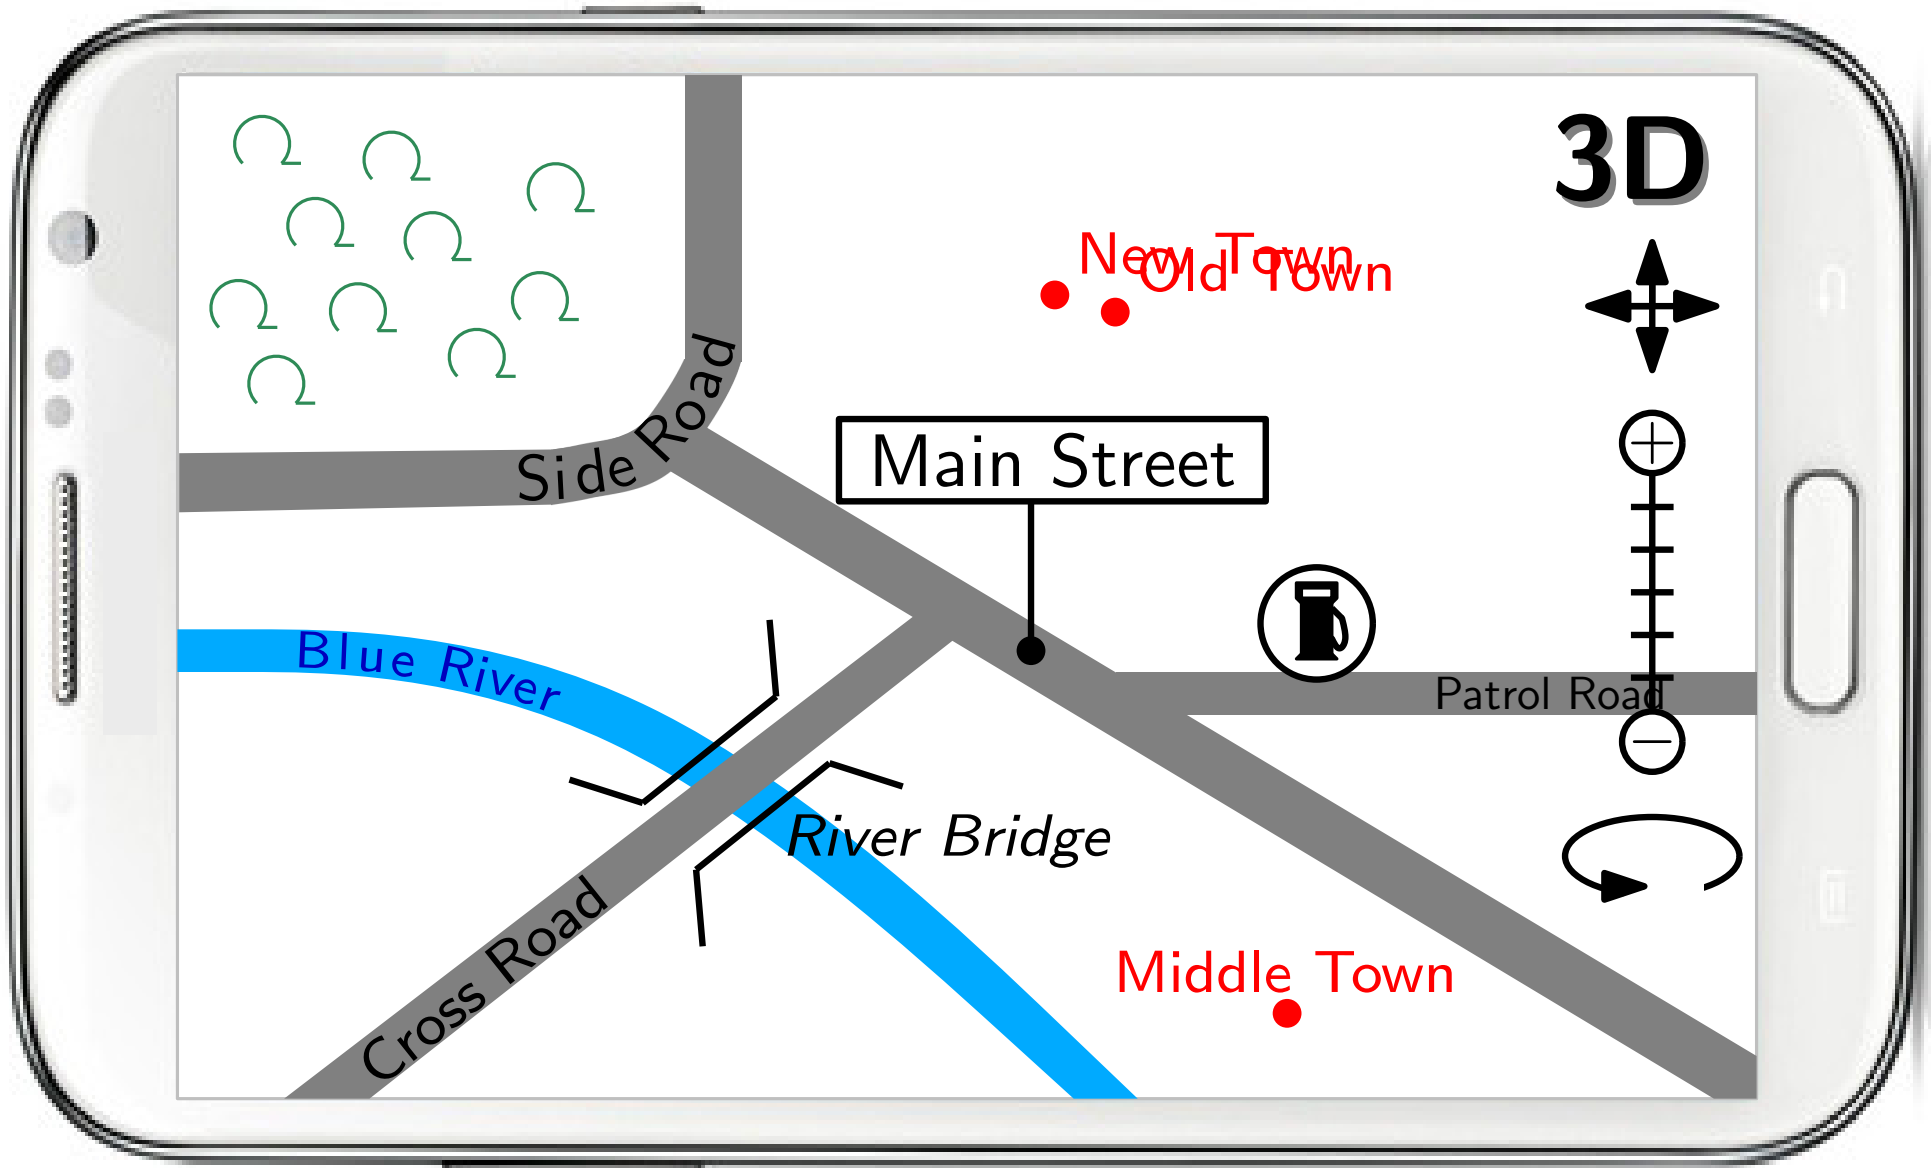 3D
New Town
Old Town
Side Road
Main Street
Blue River
Patrol Road
River Bridge
Cross Road
Middle Town